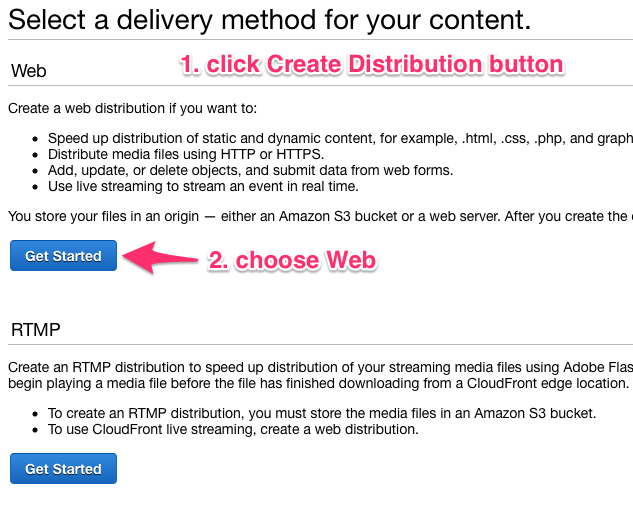 Select a delivery method for your content.
1. click Create Distribution button
Web
Create a web distribution if you want to:
• Speed up distribution of static and dynamic content, for example, .html, .css, .php, and graph
• Distribute media files using HTTP or HTTPS.
• Add, update, or delete objects, and submit data from web forms.
• Use live streaming to stream an event in real time.
You store your files in an origin — either an Amazon S3 bucket or a web server. After you create the
Get Started
2. choose Web
RTMP
Create an RTMP distribution to speed up distribution of your streaming media files using Adobe Flas
begin playing a media file before the file has finished downloading from a CloudFront edge location.
• To create an RTMP distribution, you must store the media files in an Amazon S3 bucket.
• To use CloudFront live streaming, create a web distribution.
Get Started